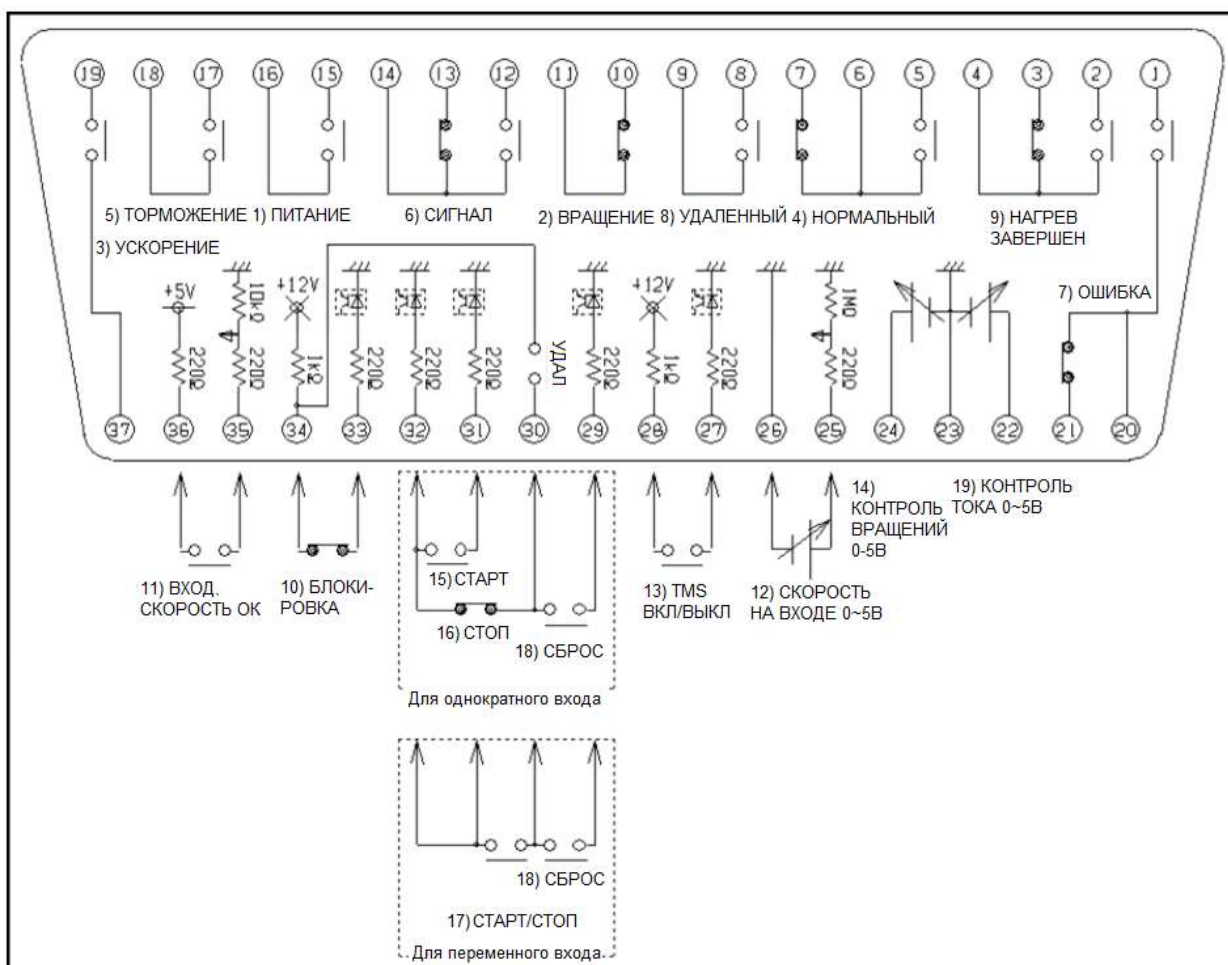 19 18 17 16 15 14 13 12 11 10 9 8 7 6 5 4 3 2 1
5) ТОРМОЖЕНИЕ 1) ПИТАНИЕ 6) СИГНАЛ 2) ВРАЩЕНИЕ 8) УДАЛЕННЫЙ 4) НОРМАЛЬНЫЙ 9) НАГРЕВ
ЗАВЕРШЕН
3) УСКОРЕНИЕ
7) ОШИБКА
+5V 10kΩ +12V +12V 1MΩ
УДАЛ
220Ω 220Ω 1kΩ 220Ω 220Ω 220Ω 220Ω 1kΩ 220Ω 220Ω
37 36 35 34 33 32 31 30 29 28 27 26 25 24 23 22 21 20
11) ВХОД.
СКОРОСТЬ ОК
10) БЛОКИ-
РОВКА
15) СТАРТ
16) СТОП
18) СБРОС
Для однократного входа
13) TMS
ВКЛ/ВЫКЛ
12) СКОРОСТЬ
НА ВХОДЕ 0~5В
14)
КОНТРОЛЬ
ВРАЩЕНИЙ
0-5В
19) КОНТРОЛЬ
ТОКА 0~5В
18) СБРОС
17) СТАРТ/СТОП
Для переменного входа